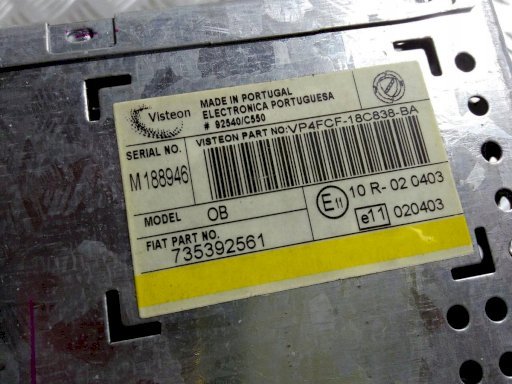 Visteon
MADE IN PORTUGAL
ELECTRONICA PORTUGUESA
# 92540/C550
VISTEON PART NO: VP4FCF-18C838-BA
SERIAL NO.
M188946
MODEL OB
FIAT PART NO.
735392561
E11 10 R-02 0403
e11 020403